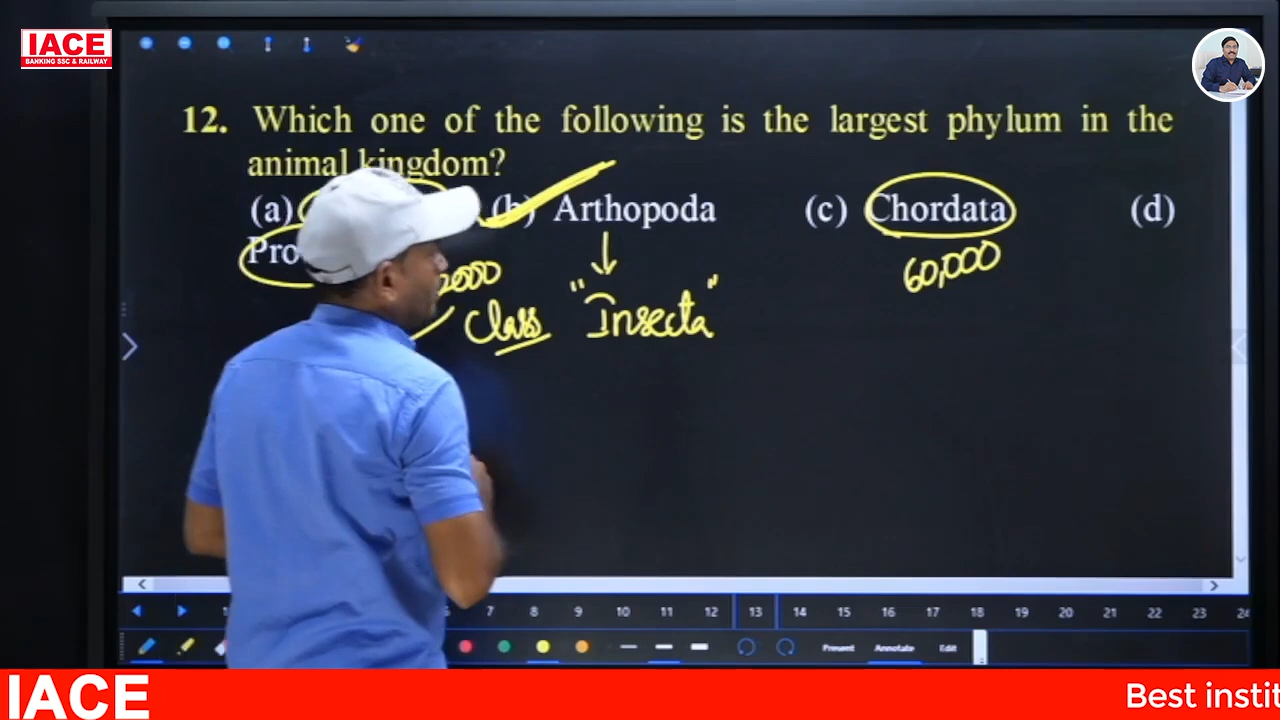 IACE
BANKING SSC & RAILWAY
12. Which one of the following is the largest phylum in the
animal kingdom?
(a) (b) Arthopoda (c) Chordata (d)
60,000
Class "Insecta"
7 8 9 10 11 12 13 14 15 16 17 18 19 20 21 22 23 24
Present Annotate Edit
IACE Best instit